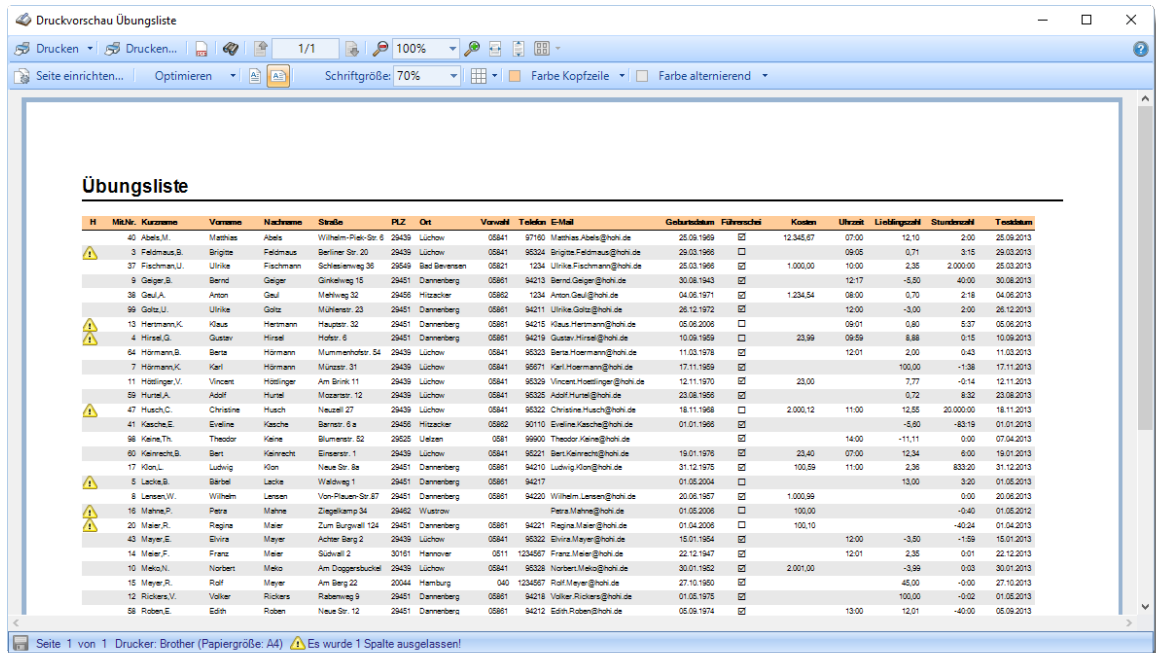 Druckvorschau Übungsliste
Drucken Drucken... 1/1 100%
Seite einrichten... Optimieren Schriftgröße: 70% Farbe Kopfzeile Farbe alternierend
Übungsliste
H Mit.Nr. Kurzname Vorname Nachname Straße PLZ Ort Vorwahl Telefon E-Mail Geburtsdatum Führerschei Kosten Uhrzeit Lieblingszahl Stundenzahl Testdatum
40 Abels,M. Matthias Abels Wilhelm-Piek-Str. 6 29439 Lüchow 05841 97160 Matthias.Abels@hohi.de 25.09.1969 12.345,67 07:00 12,10 2:00 25.09.2013
3 Feldmaus,B. Brigitte Feldmaus Berliner Str. 20 29439 Lüchow 05841 95324 Brigitte.Feldmaus@hohi.de 29.03.1966 09:05 0,71 3:15 29.03.2013
37 Fischman,U. Ulrike Fischmann Schlesienweg 36 29549 Bad Bevensen 05821 1234 Ulrike.Fischmann@hohi.de 25.03.1966 1.000,00 10:00 2,35 2.000:00 25.03.2013
9 Geiger,B. Bernd Geiger Ginkelweg 15 29451 Dannenberg 05861 94213 Bernd.Geiger@hohi.de 30.08.1943 12:17 -5,50 40:00 30.08.2013
38 Geul,A. Anton Geul Mehlweg 32 29456 Hitzacker 05862 1234 Anton.Geul@hohi.de 04.06.1971 1.234,54 08:00 0,70 2:18 04.06.2013
99 Goltz,U. Ulrike Goltz Mühlenstr. 23 29451 Dannenberg 05861 94211 Ulrike.Goltz@hohi.de 26.12.1972 12:00 -3,00 2:00 26.12.2013
13 Hertmann,K. Klaus Hertmann Hauptstr. 32 29451 Dannenberg 05861 94215 Klaus.Hertmann@hohi.de 05.06.2006 09:01 0,80 5:37 05.06.2013
4 Hirsel,G. Gustav Hirsel Hofstr. 6 29451 Dannenberg 05861 94219 Gustav.Hirsel@hohi.de 10.09.1959 23,99 09:59 8,88 0:15 10.09.2013
64 Hörmann,B. Berta Hörmann Mummenhofstr. 54 29439 Lüchow 05841 95323 Berta.Hoermann@hohi.de 11.03.1978 12:01 2,00 0:43 11.03.2013
7 Hörmann,K. Karl Hörmann Münzstr. 31 29439 Lüchow 05841 95671 Karl.Hoermann@hohi.de 17.11.1959 100,00 -1:38 17.11.2013
11 Höttlinger,V. Vincent Höttlinger Am Brink 11 29439 Lüchow 05841 95329 Vincent.Hoettlinger@hohi.de 12.11.1970 23,00 7,77 -0:14 12.11.2013
59 Hurtel,A. Adolf Hurtel Mozartstr. 12 29439 Lüchow 05841 95325 Adolf.Hurtel@hohi.de 23.08.1956 0,72 8:32 23.08.2013
47 Husch,C. Christine Husch Neuzeil 27 29439 Lüchow 05841 95322 Christine.Husch@hohi.de 18.11.1968 2.000,12 11:00 12,55 20.000:00 18.11.2013
41 Kasche,E. Eveline Kasche Barnstr. 6 a 29456 Hitzacker 05862 90110 Eveline.Kasche@hohi.de 01.01.1966 -5,60 -83:19 01.01.2013
98 Keine,Th. Theodor Keine Blumenstr. 52 29525 Uelzen 0581 99900 Theodor.Keine@hohi.de 14:00 -11,11 0:00 07.04.2013
60 Kainrecht,B. Bert Kainrecht Einserstr. 1 29439 Lüchow 05841 95221 Bert.Kainrecht@hohi.de 19.01.1976 23,40 07:00 12,34 6:00 19.01.2013
17 Klon,L. Ludwig Klon Neue Str. 8a 29451 Dannenberg 05861 94210 Ludwig.Klon@hohi.de 31.12.1975 100,59 11:00 2,36 833:20 31.12.2013
5 Lacke,B. Bärbel Lacke Waldweg 1 29451 Dannenberg 05861 94217 01.05.2004 13,00 3:20 01.05.2013
8 Lensen,W. Wilhelm Lensen Von-Plauen-Str.87 29451 Dannenberg 05861 94220 Wilhelm.Lensen@hohi.de 20.06.1957 1.000,99 0:00 20.06.2013
16 Mahne,P. Petra Mahne Ziegelkamp 34 29462 Wustrow Petra.Mahne@hohi.de 01.05.2006 100,00 -0:40 01.05.2012
20 Maier,R. Regina Maier Zum Burgwall 124 29451 Dannenberg 05861 94221 Regina.Maier@hohi.de 01.04.2006 100,10 -40:24 01.04.2013
43 Mayer,E. Elvira Mayer Achter Barg 2 29439 Lüchow 05841 95322 Elvira.Mayer@hohi.de 15.01.1954 12:00 -3,50 -1:59 15.01.2013
14 Meier,F. Franz Meier Südwall 2 30161 Hannover 0511 1234567 Franz.Meier@hohi.de 22.12.1947 12:01 2,35 0:01 22.12.2013
10 Meko,N. Norbert Meko Am Doggersbuckel 29439 Lüchow 05841 95328 Norbert.Meko@hohi.de 30.01.1952 2.001,00 -3,99 0:03 30.01.2013
15 Meyer,R. Rolf Meyer Am Berg 22 20044 Hamburg 040 1234567 Rolf.Meyer@hohi.de 27.10.1950 45,00 -0:00 27.10.2013
12 Rickers,V. Volker Rickers Rabenweg 9 29451 Dannenberg 05861 94218 Volker.Rickers@hohi.de 01.05.1975 100,00 -0:02 01.05.2013
58 Roben,E. Edith Roben Neue Str. 12 29451 Dannenberg 05861 94212 Edith.Roben@hohi.de 05.09.1974 13:00 12,01 -40:00 05.09.2013
Seite 1 von 1 Drucker: Brother (Papiergröße: A4) Es wurde 1 Spalte ausgelassen!